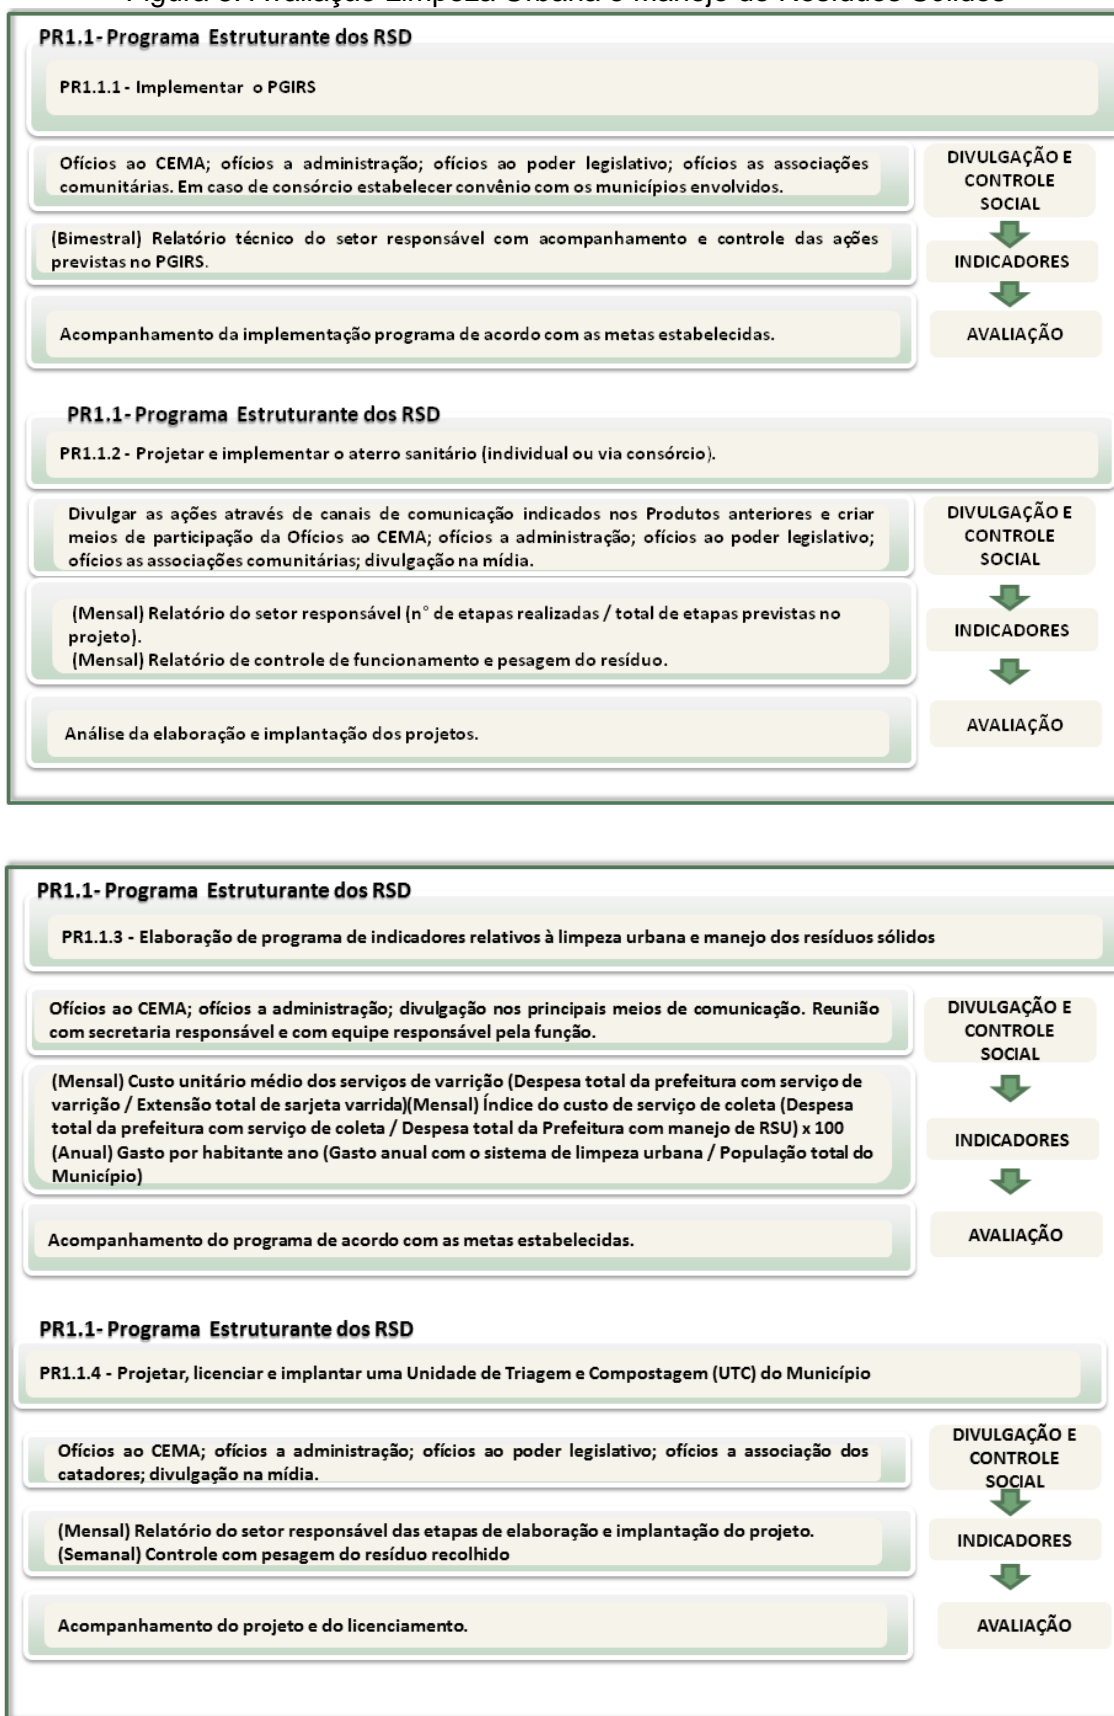 Figura 3: Avaliação Limpeza Urbana e Manejo de Resíduos Sólidos
PR1.1- Programa Estruturante dos RSD
PR1.1.1 - Implementar o PGIRS
Ofícios ao CEMA; ofícios a administração; ofícios ao poder legislativo; ofícios as associações
comunitárias. Em caso de consórcio estabelecer convênio com os municípios envolvidos.
DIVULGAÇÃO E
CONTROLE
SOCIAL
(Bimestral) Relatório técnico do setor responsável com acompanhamento e controle das ações
previstas no PGIRS.
INDICADORES
Acompanhamento da implementação programa de acordo com as metas estabelecidas.
AVALIAÇÃO
PR1.1- Programa Estruturante dos RSD
PR1.1.2 - Projetar e implementar o aterro sanitário (individual ou via consórcio).
Divulgar as ações através de canais de comunicação indicados nos Produtos anteriores e criar
meios de participação da Ofícios ao CEMA; ofícios a administração; ofícios ao poder legislativo;
ofícios as associações comunitárias; divulgação na mídia.
DIVULGAÇÃO E
CONTROLE
SOCIAL
(Mensal) Relatório do setor responsável (n° de etapas realizadas / total de etapas previstas no
projeto).
(Mensal) Relatório de controle de funcionamento e pesagem do resíduo.
INDICADORES
Análise da elaboração e implantação dos projetos.
AVALIAÇÃO
PR1.1- Programa Estruturante dos RSD
PR1.1.3 - Elaboração de programa de indicadores relativos à limpeza urbana e manejo dos resíduos sólidos
Ofícios ao CEMA; ofícios a administração; divulgação nos principais meios de comunicação. Reunião
com secretaria responsável e com equipe responsável pela função.
DIVULGAÇÃO E
CONTROLE
SOCIAL
(Mensal) Custo unitário médio dos serviços de varrição (Despesa total da prefeitura com serviço de
varrição / Extensão total de sarjeta varrida)(Mensal) Índice do custo de serviço de coleta (Despesa
total da prefeitura com serviço de coleta / Despesa total da Prefeitura com manejo de RSU) x 100
(Anual) Gasto por habitante ano (Gasto anual com o sistema de limpeza urbana / População total do
Município)
INDICADORES
Acompanhamento do programa de acordo com as metas estabelecidas.
AVALIAÇÃO
PR1.1- Programa Estruturante dos RSD
PR1.1.4 - Projetar, licenciar e implantar uma Unidade de Triagem e Compostagem (UTC) do Município
Ofícios ao CEMA; ofícios a administração; ofícios ao poder legislativo; ofícios a associação dos
catadores; divulgação na mídia.
DIVULGAÇÃO E
CONTROLE
SOCIAL
(Mensal) Relatório do setor responsável das etapas de elaboração e implantação do projeto.
(Semanal) Controle com pesagem do resíduo recolhido
INDICADORES
Acompanhamento do projeto e do licenciamento.
AVALIAÇÃO